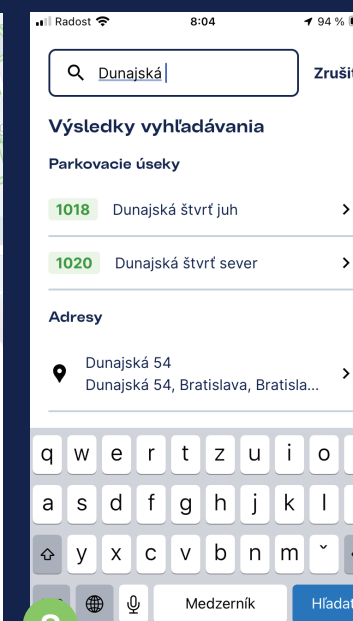 Radost 8:04 94 %
Dunajská Zrušiť
Výsledky vyhľadávania
Parkovacie úseky
1018 Dunajská štvrť juh
1020 Dunajská štvrť sever
Adresy
Dunajská 54
Dunajská 54, Bratislava, Bratisla...
q w e r t z u i o
a s d f g h j k l
y x c v b n m ˇ
Medzerník Hľadať